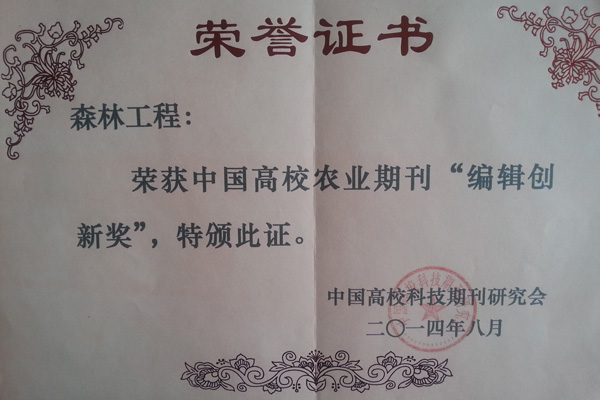 荣誉证书
森林工程：
荣获中国高校农业期刊“编辑创
新奖”，特颁此证。
中国高校科技期刊研究会
二〇一四年八月